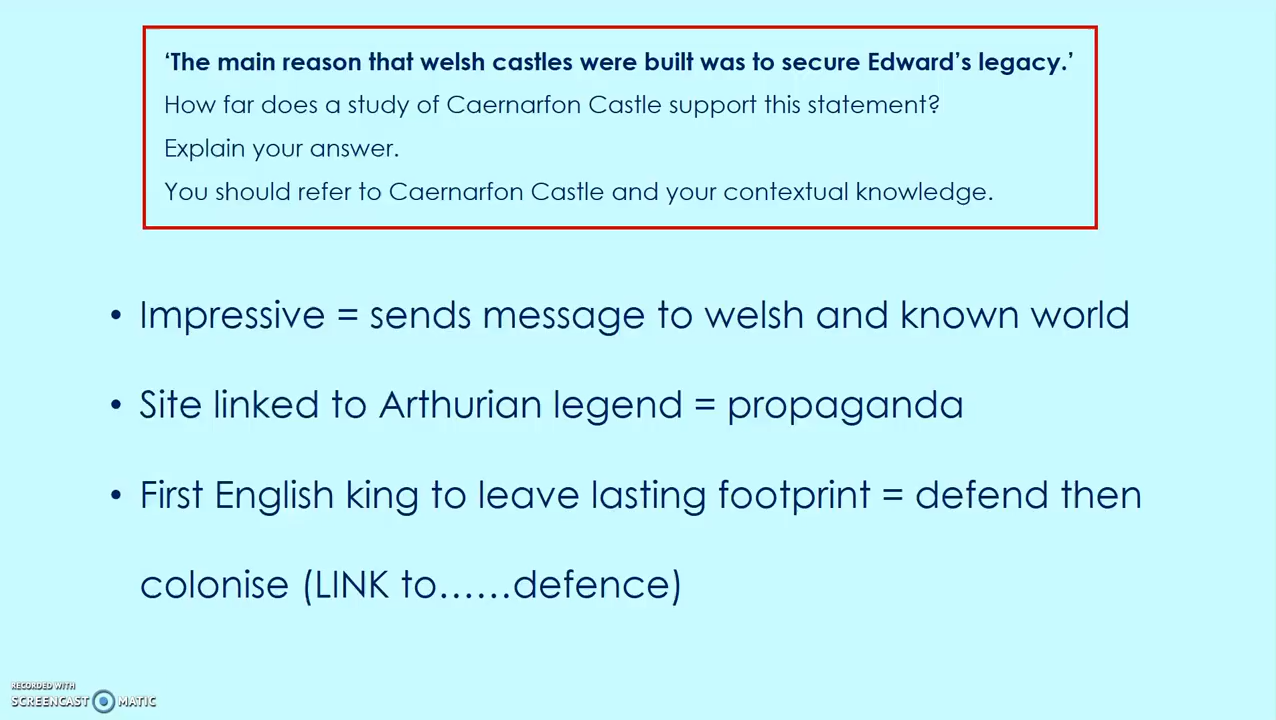 ‘The main reason that welsh castles were built was to secure Edward’s legacy.’
How far does a study of Caernarfon Castle support this statement?
Explain your answer.
You should refer to Caernarfon Castle and your contextual knowledge.
• Impressive = sends message to welsh and known world
• Site linked to Arthurian legend = propaganda
• First English king to leave lasting footprint = defend then
colonise (LINK to……defence)
RECORDED WITH
SCREENCAST MATIC